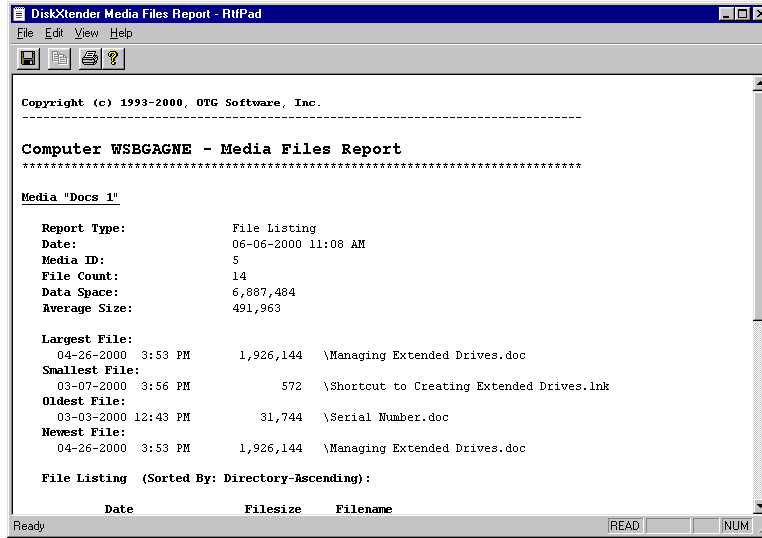 DiskXtender Media Files Report - RtfPad
File Edit View Help
Copyright (c) 1993-2000, OTG Software, Inc.
--------------------------------------------------------------------------------
Computer WSBGAGNE - Media Files Report
********************************************************************************
Media "Docs 1"
Report Type: File Listing
Date: 06-06-2000 11:08 AM
Media ID: 5
File Count: 14
Data Space: 6,887,484
Average Size: 491,963
Largest File:
04-26-2000 3:53 PM 1,926,144 \Managing Extended Drives.doc
Smallest File:
03-07-2000 3:56 PM 572 \Shortcut to Creating Extended Drives.lnk
Oldest File:
03-03-2000 12:43 PM 31,744 \Serial Number.doc
Newest File:
04-26-2000 3:53 PM 1,926,144 \Managing Extended Drives.doc
File Listing (Sorted By: Directory-Ascending):
Date Filesize Filename
Ready READ NUM